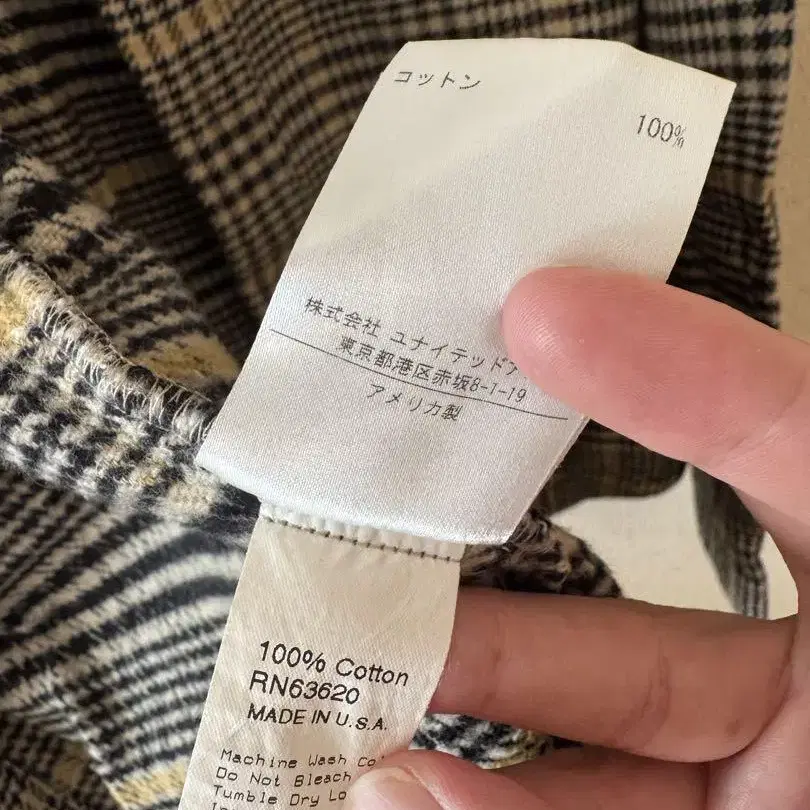 コットン
100%
株式会社 ユナイテッドア
東京都港区赤坂8-1-19
アメリカ製
100% Cotton
RN63620
MADE IN U.S.A.
Machine Wash Co
Do Not Bleach
Tumble Dry Lo